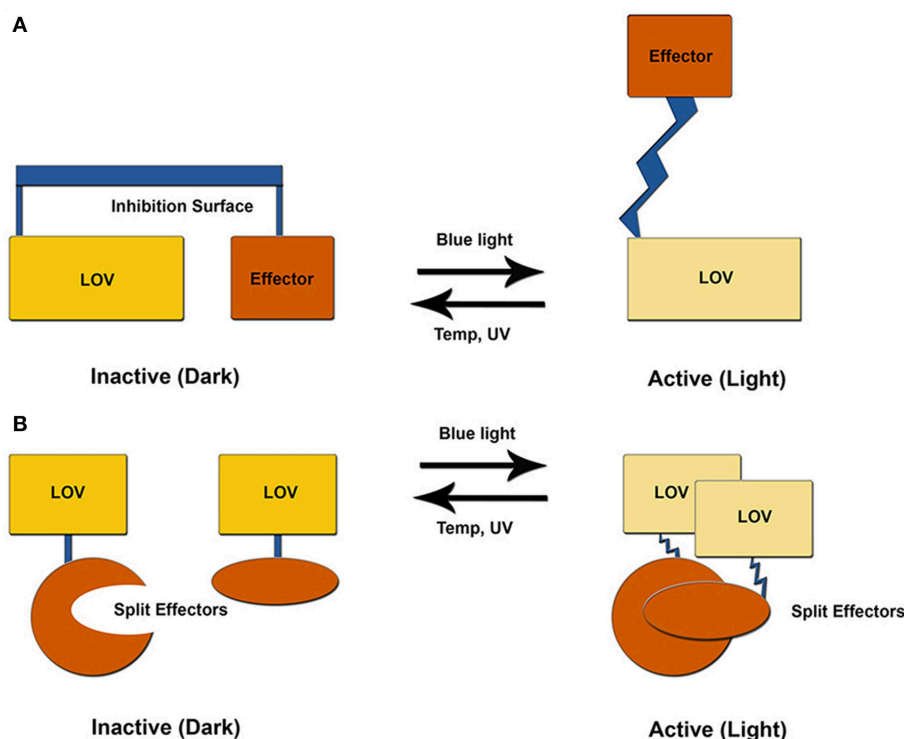 A
Effector
Inhibition Surface
LOV
Effector
Blue light
Temp, UV
LOV
Inactive (Dark)
Active (Light)
B
LOV
LOV
Blue light
Temp, UV
LOV
LOV
Split Effectors
Split Effectors
Inactive (Dark)
Active (Light)